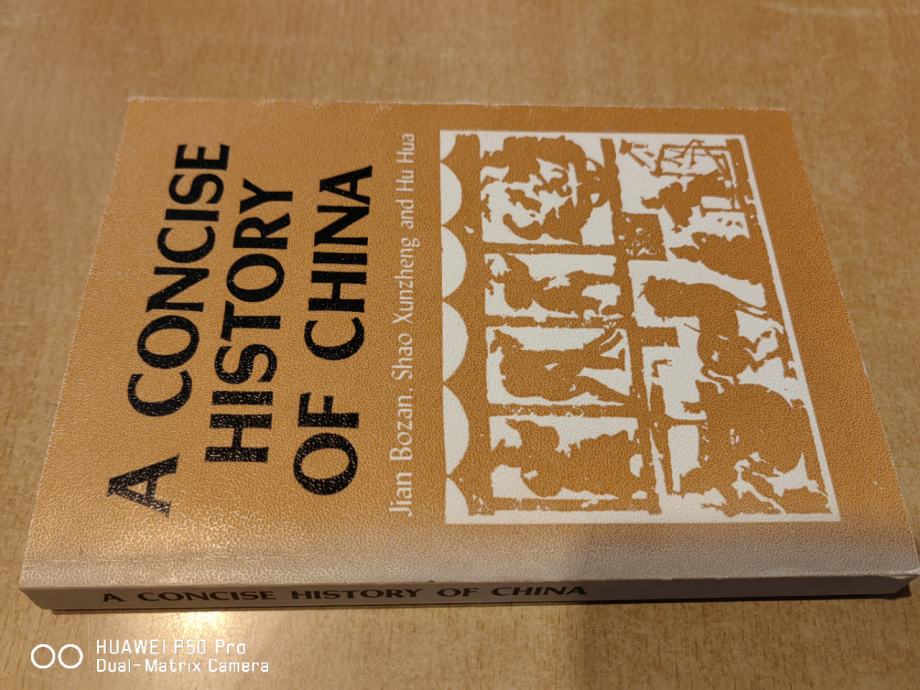 A CONCISE
HISTORY
OF CHINA
Jian Bozan, Shao Xunzheng and Hu Hua
A CONCISE HISTORY OF CHINA
HUAWEI P50 Pro
Dual-Matrix Camera